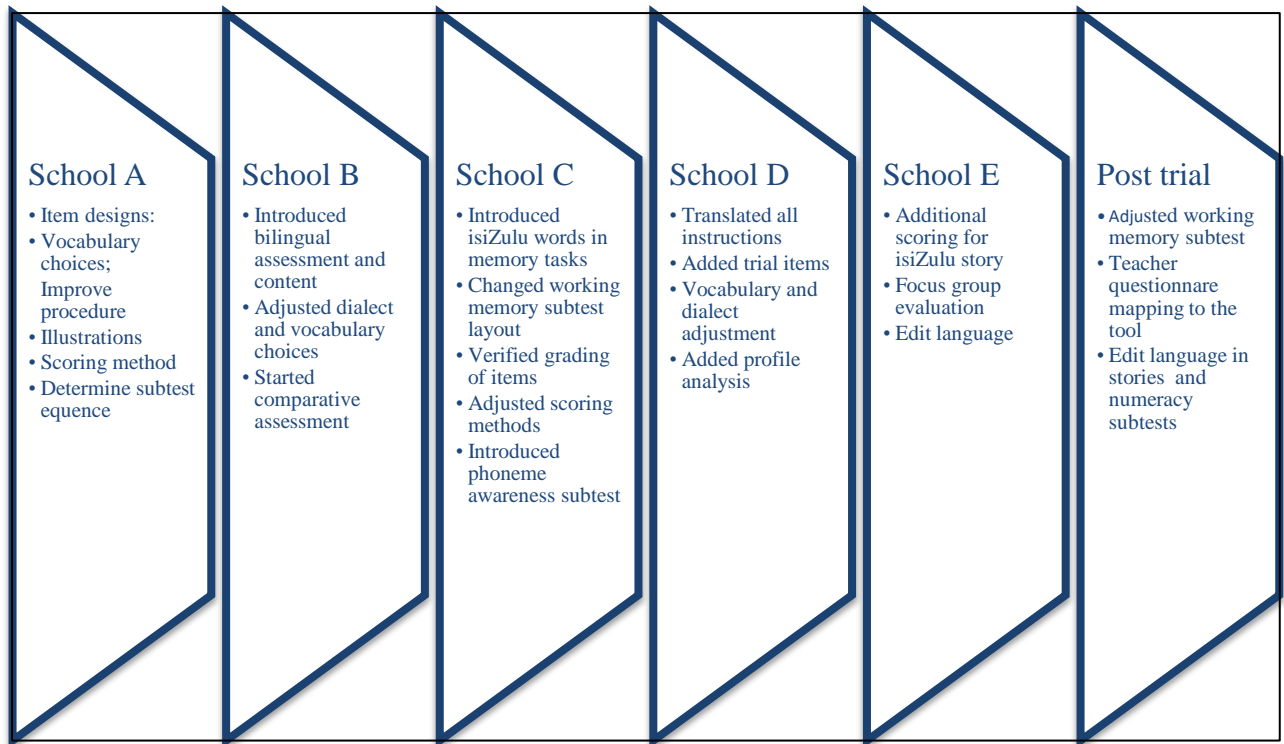 School A
• Item designs:
• Vocabulary
choices;
Improve
procedure
• Illustrations
• Scoring method
• Determine subtest
equence
School B
• Introduced
bilingual
assessment and
content
• Adjusted dialect
and vocabulary
choices
• Started
comparative
assessment
School C
• Introduced
isiZulu words in
memory tasks
• Changed working
memory subtest
layout
• Verified grading
of items
• Adjusted scoring
methods
• Introduced
phoneme
awareness subtest
School D
• Translated all
instructions
• Added trial items
• Vocabulary and
dialect
adjustment
• Added profile
analysis
School E
• Additional
scoring for
isiZulu story
• Focus group
evaluation
• Edit language
Post trial
• Adjusted working
memory subtest
• Teacher
questionnare
mapping to the
tool
• Edit language in
stories and
numeracy
subtests